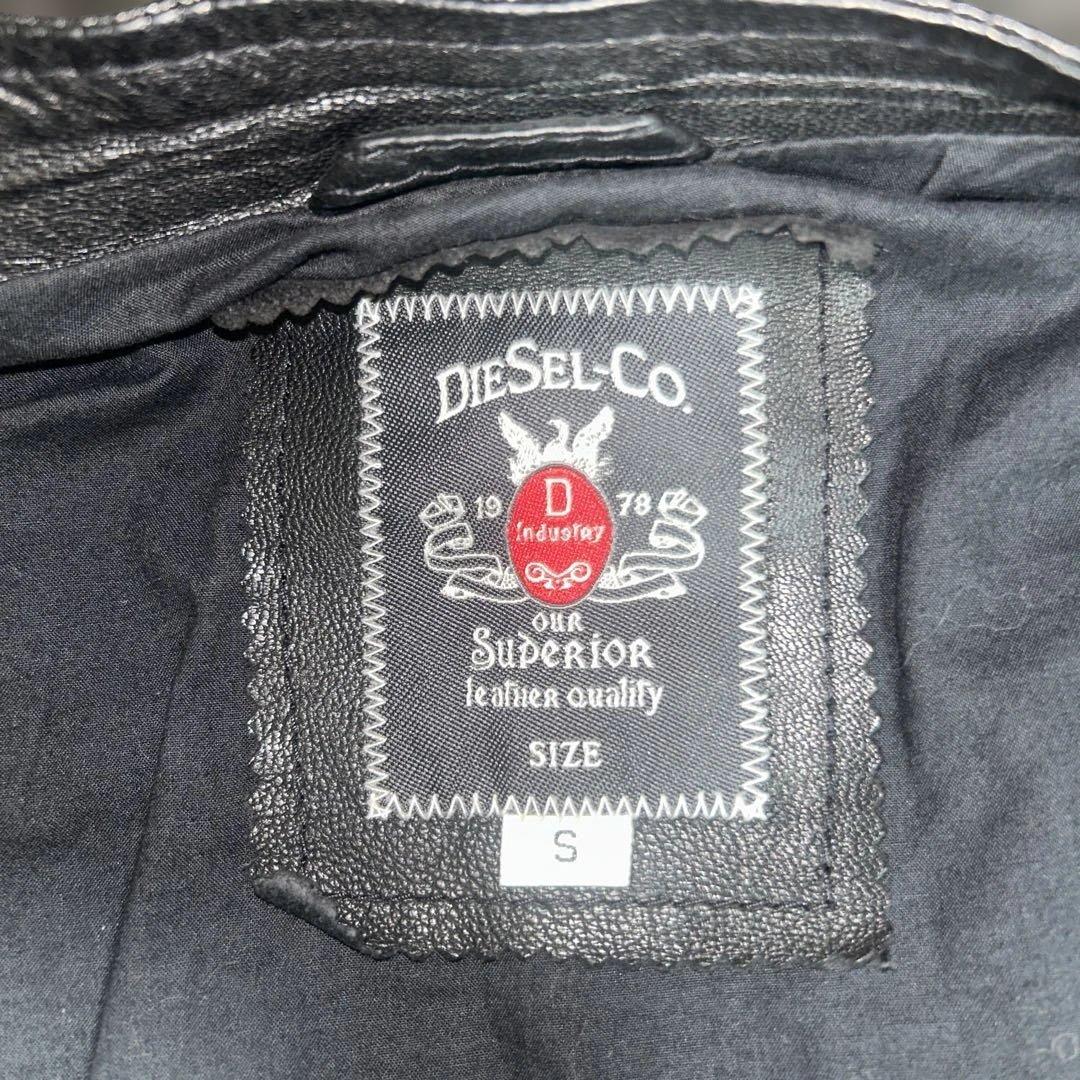 DIESEL-CO.
19 78
D
Industry
OUR
Superior
leather quality
SIZE
S